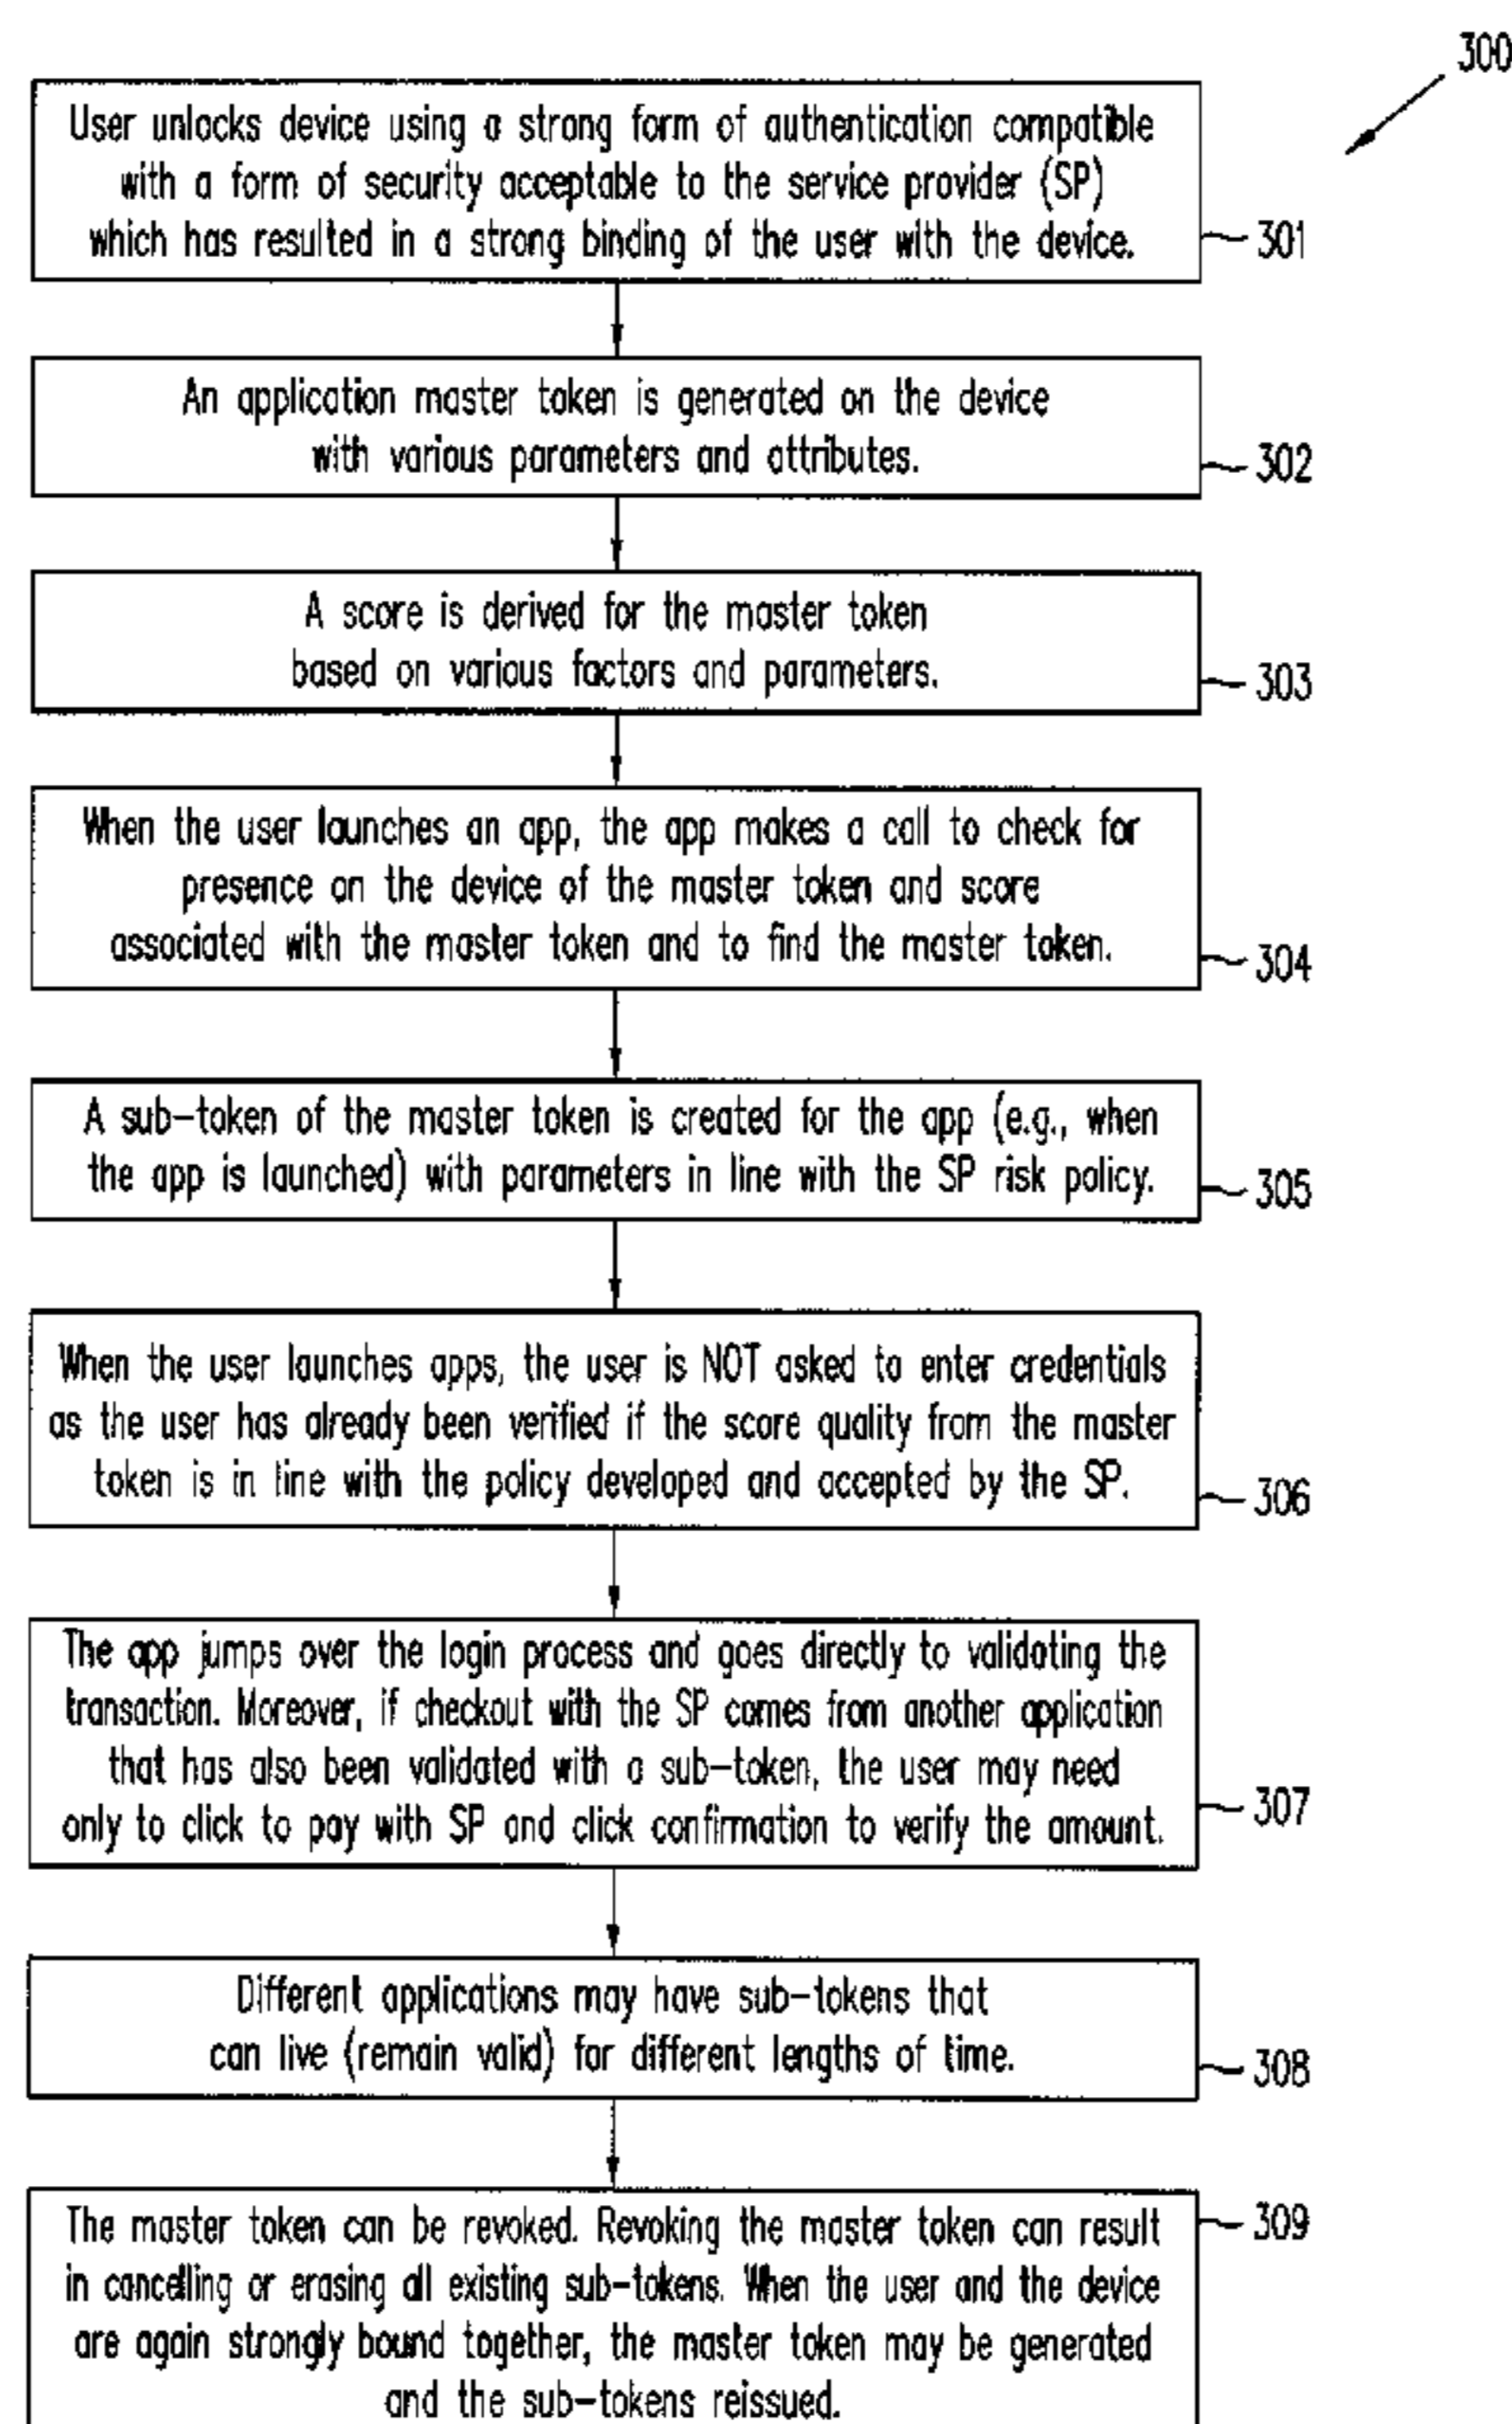 300
User unlocks device using a strong form of authentication compatible
with a form of security acceptable to the service provider (SP)
which has resulted in a strong binding of the user with the device.
301
An application master token is generated on the device
with various parameters and attributes.
302
A score is derived for the master token
based on various factors and parameters.
303
When the user launches an app, the app makes a call to check for
presence on the device of the master token and score
associated with the master token and to find the master token.
304
A sub-token of the master token is created for the app (e.g., when
the app is launched) with parameters in line with the SP risk policy.
305
When the user launches apps, the user is NOT asked to enter credentials
as the user has already been verified if the score quality from the master
token is in line with the policy developed and accepted by the SP.
306
The app jumps over the login process and goes directly to validating the
transaction. Moreover, if checkout with the SP comes from another application
that has also been validated with a sub-token, the user may need
only to click to pay with SP and click confirmation to verify the amount.
307
Different applications may have sub-tokens that
can live (remain valid) for different lengths of time.
308
The master token can be revoked. Revoking the master token can result
in cancelling or erasing all existing sub-tokens. When the user and the device
are again strongly bound together, the master token may be generated
and the sub-tokens reissued.
309